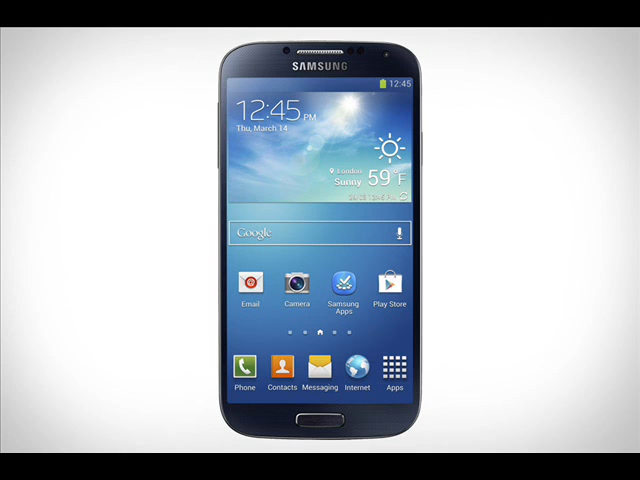 SAMSUNG
12:45
12:45 PM
Thu, March 14
London
Sunny 59°F
Google
Email Camera Samsung Apps Play Store
Phone Contacts Messaging Internet Apps